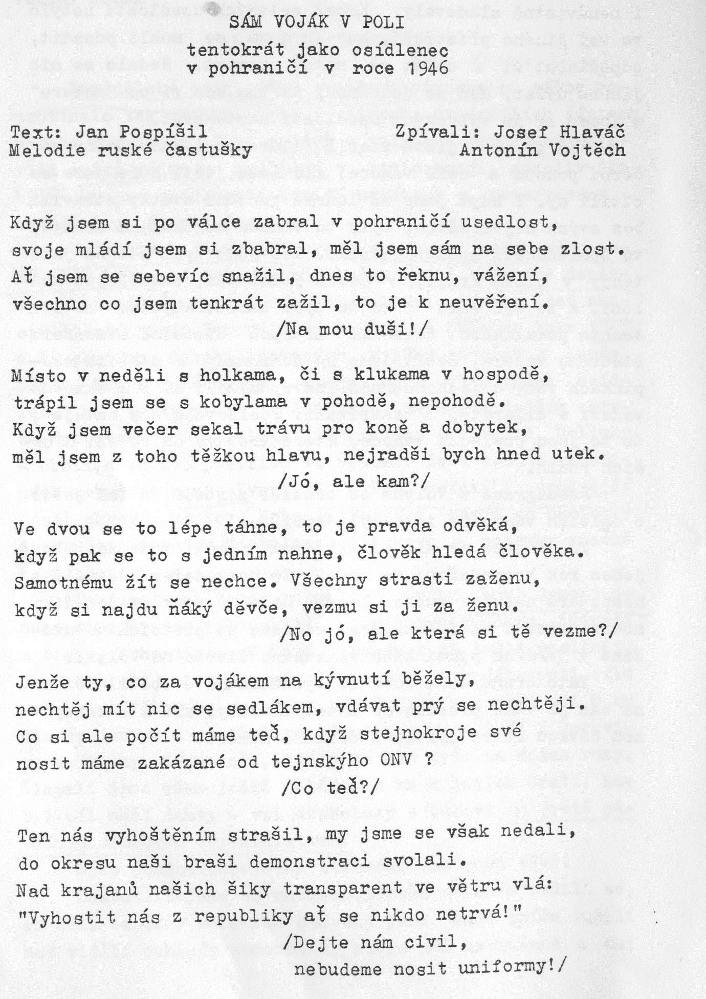 SÁM VOJÁK V POLI
tentokrát jako osídlenec
v pohraničí v roce 1946
Text: Jan Pospíšil Zpívali: Josef Hlaváč
Melodie ruské častušky Antonín Vojtěch
Když jsem si po válce zabral v pohraničí usedlost,
svoje mládí jsem si zbabral, měl jsem sám na sebe zlost.
Ať jsem se sebevíc snažil, dnes to řeknu, vážení,
všechno co jsem tenkrát zažil, to je k neuvěření.
/Na mou duši!/
Místo v neděli s holkama, či s klukama v hospodě,
trápil jsem se s kobylama v pohodě, nepohodě.
Když jsem večer sekal trávu pro koně a dobytek,
měl jsem z toho těžkou hlavu, nejradši bych hned utek.
/Jó, ale kam?/
Ve dvou se to lépe táhne, to je pravda odvěká,
když pak se to s jedním nahne, člověk hledá člověka.
Samotnému žít se nechce. Všechny strasti zaženu,
když si najdu ňáký děvče, vezmu si ji za ženu.
/No jó, ale která si tě vezme?/
Jenže ty, co za vojákem na kývnutí běžely,
nechtěj mít nic se sedlákem, vdávat prý se nechtěji.
Co si ale počít máme teď, když stejnokroje své
nosit máme zakázané od tejnskýho ONV ?
/Co teď?/
Ten nás vyhoštěním strašil, my jsme se však nedali,
do okresu naši braši demonstraci svolali.
Nad krajanů našich šiky transparent ve větru vlá:
"Vyhostit nás z republiky ať se nikdo netrvá!"
/Dejte nám civil,
nebudeme nosit uniformy!/